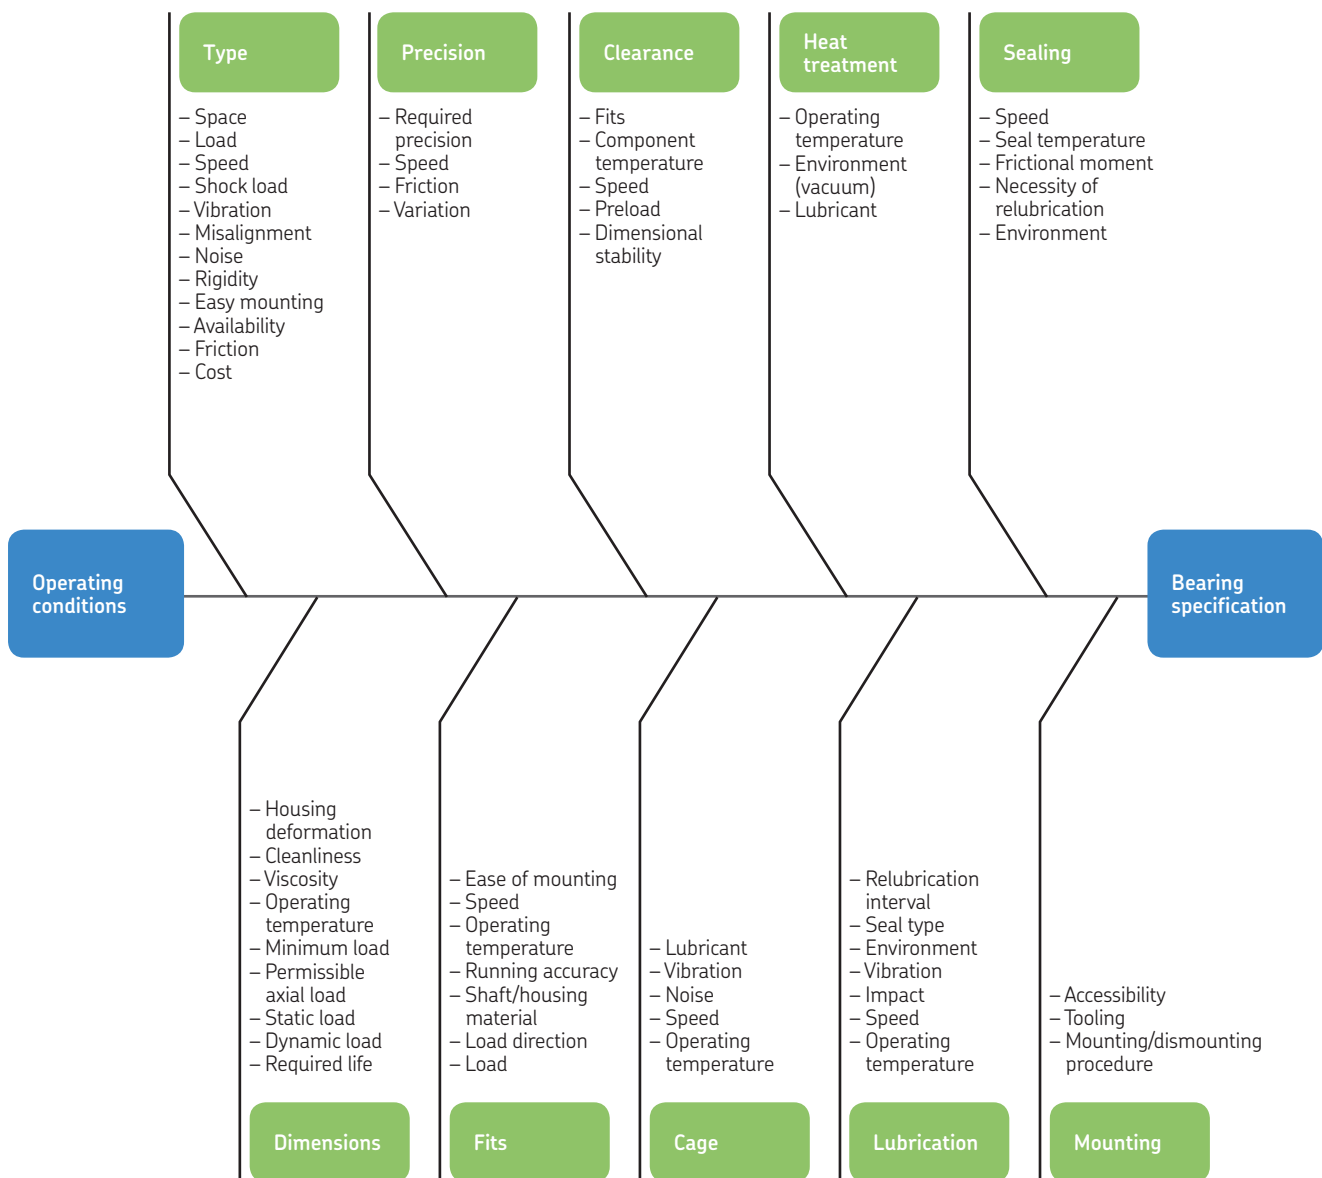 Type
– Space
– Load
– Speed
– Shock load
– Vibration
– Misalignment
– Noise
– Rigidity
– Easy mounting
– Availability
– Friction
– Cost
Precision
– Required
precision
– Speed
– Friction
– Variation
Clearance
– Fits
– Component
temperature
– Speed
– Preload
– Dimensional
stability
Heat
treatment
– Operating
temperature
– Environment
(vacuum)
– Lubricant
Sealing
– Speed
– Seal temperature
– Frictional moment
– Necessity of
relubrication
– Environment
Operating
conditions
Bearing
specification
– Housing
deformation
– Cleanliness
– Viscosity
– Operating
temperature
– Minimum load
– Permissible
axial load
– Static load
– Dynamic load
– Required life
Dimensions
– Ease of mounting
– Speed
– Operating
temperature
– Running accuracy
– Shaft/housing
material
– Load direction
– Load
Fits
– Lubricant
– Vibration
– Noise
– Speed
– Operating
temperature
Cage
– Relubrication
interval
– Seal type
– Environment
– Vibration
– Impact
– Speed
– Operating
temperature
Lubrication
– Accessibility
– Tooling
– Mounting/dismounting
procedure
Mounting